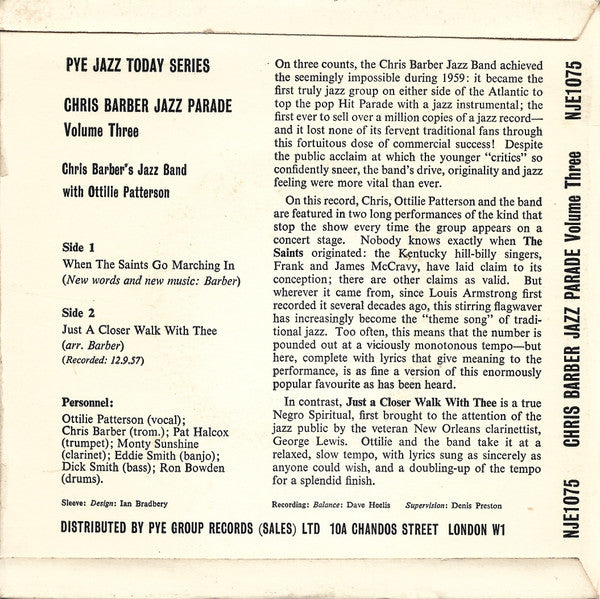 PYE JAZZ TODAY SERIES
CHRIS BARBER JAZZ PARADE
Volume Three
Chris Barber's Jazz Band
with Ottilie Patterson
Side 1
When The Saints Go Marching In
(New words and new music: Barber)
Side 2
Just A Closer Walk With Thee
(arr. Barber)
(Recorded: 12.9.57)
Personnel:
Ottilie Patterson (vocal);
Chris Barber (trom.); Pat Halcox
(trumpet); Monty Sunshine
(clarinet); Eddie Smith (banjo);
Dick Smith (bass); Ron Bowden
(drums).
On three counts, the Chris Barber Jazz Band achieved
the seemingly impossible during 1959: it became the
first truly jazz group on either side of the Atlantic to
top the pop Hit Parade with a jazz instrumental; the
first ever to sell over a million copies of a jazz record—
and it lost none of its fervent traditional fans through
this fortuitous dose of commercial success! Despite
the public acclaim at which the younger "critics" so
confidently sneer, the band's drive, originality and jazz
feeling were more vital than ever.
On this record, Chris, Ottilie Patterson and the band
are featured in two long performances of the kind that
stop the show every time the group appears on a
concert stage. Nobody knows exactly when The
Saints originated: the Kentucky hill-billy singers,
Frank and James McCravy, have laid claim to its
conception; there are other claims as valid. But
wherever it came from, since Louis Armstrong first
recorded it several decades ago, this stirring flagwaver
has increasingly become the "theme song" of tradi-
tional jazz. Too often, this means that the number is
pounded out at a viciously monotonous tempo—but
here, complete with lyrics that give meaning to the
performance, is as fine a version of this enormously
popular favourite as has been heard.
In contrast, Just a Closer Walk With Thee is a true
Negro Spiritual, first brought to the attention of the
jazz public by the veteran New Orleans clarinettist,
George Lewis. Ottilie and the band take it at a
relaxed, slow tempo, with lyrics sung as sincerely as
anyone could wish, and a doubling-up of the tempo
for a splendid finish.
Sleeve: Design: Ian Bradbery
Recording: Balance: Dave Heelis Supervision: Denis Preston
DISTRIBUTED BY PYE GROUP RECORDS (SALES) LTD 10A CHANDOS STREET LONDON W1
NJE1075 CHRIS BARBER JAZZ PARADE Volume Three NJE1075